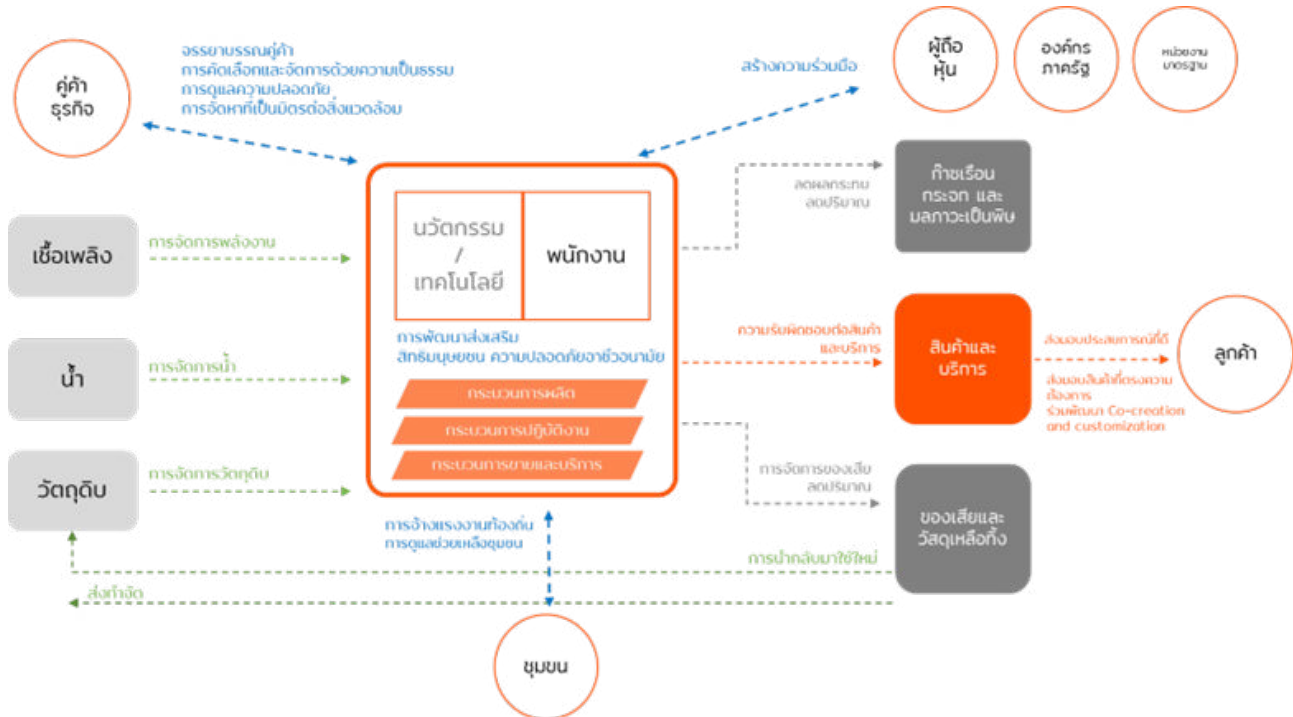 คู่ค้า
ธุรกิจ
จรรยาบรรณคู่ค้า
การคัดเลือกและจัดการด้วยความเป็นธรรม
การดูแลความปลอดภัย
การจัดหาที่เป็นมิตรต่อสิ่งแวดล้อม
สร้างความร่วมมือ
ผู้ถือ
หุ้น
องค์กร
ภาครัฐ
หน่วยงาน
มาตรฐาน
เชื้อเพลิง
การจัดการพลังงาน
น้ำ
การจัดการน้ำ
วัตถุดิบ
การจัดการวัตถุดิบ
นวัตกรรม
/
เทคโนโลยี
พนักงาน
การพัฒนาส่งเสริม
สิทธิมนุษยชน ความปลอดภัยอาชีวอนามัย
กระบวนการผลิต
กระบวนการปฏิบัติงาน
กระบวนการขายและบริการ
ลดผลกระทบ
ลดปริมาณ
ก๊าซเรือน
กระจก และ
มลภาวะเป็นพิษ
ความรับผิดชอบต่อสินค้า
และบริการ
สินค้าและ
บริการ
ส่งมอบประสบการณ์ที่ดี
ส่งมอบสินค้าที่ตรงความ
ต้องการ
ร่วมพัฒนา Co-creation
and customization
ลูกค้า
การจัดการของเสีย
ลดปริมาณ
ของเสียและ
วัสดุเหลือทิ้ง
การจ้างแรงงานท้องถิ่น
การดูแลช่วยเหลือชุมชน
การนำกลับมาใช้ใหม่
ส่งกำจัด
ชุมชน